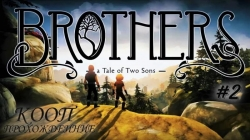 BROTHERS
a Tale of Two Sons
#2
КООП
ПРОХОЖДЕНИЕ